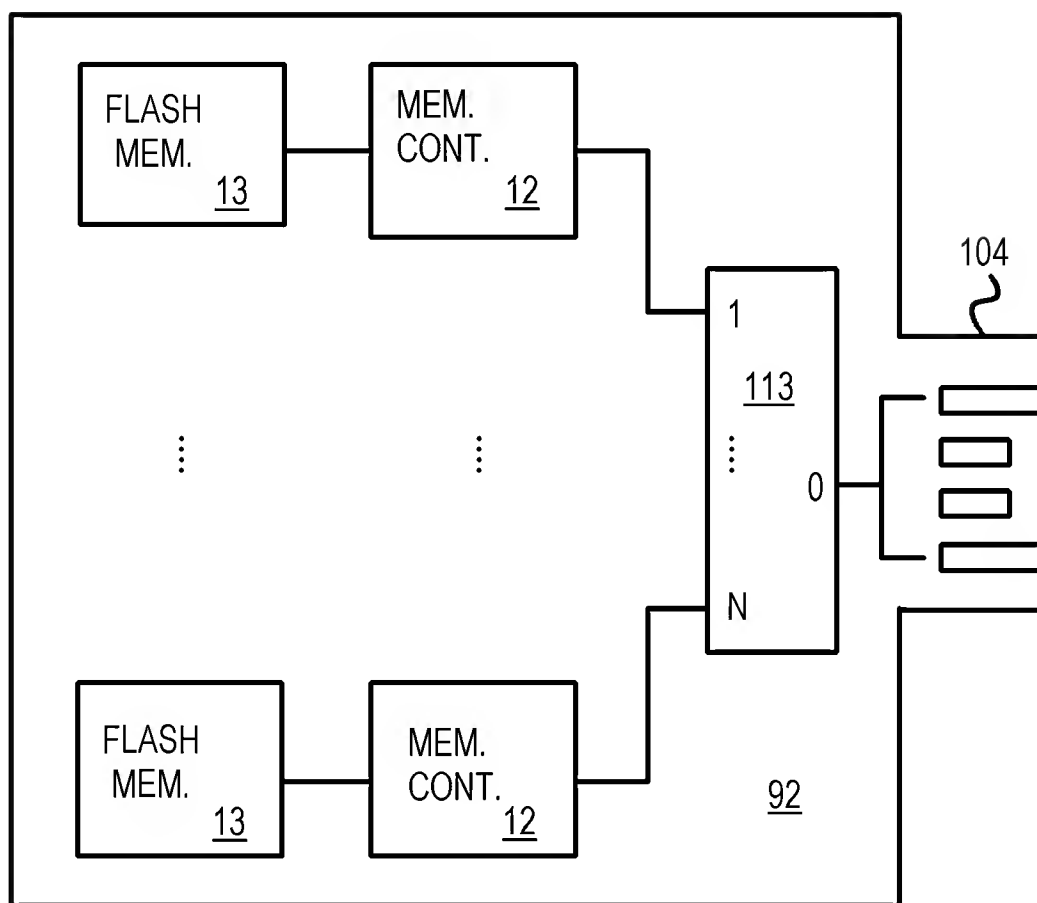 FLASH
MEM.
13
MEM.
CONT.
12
104
1
113
0
N
FLASH
MEM.
13
MEM.
CONT.
12
92